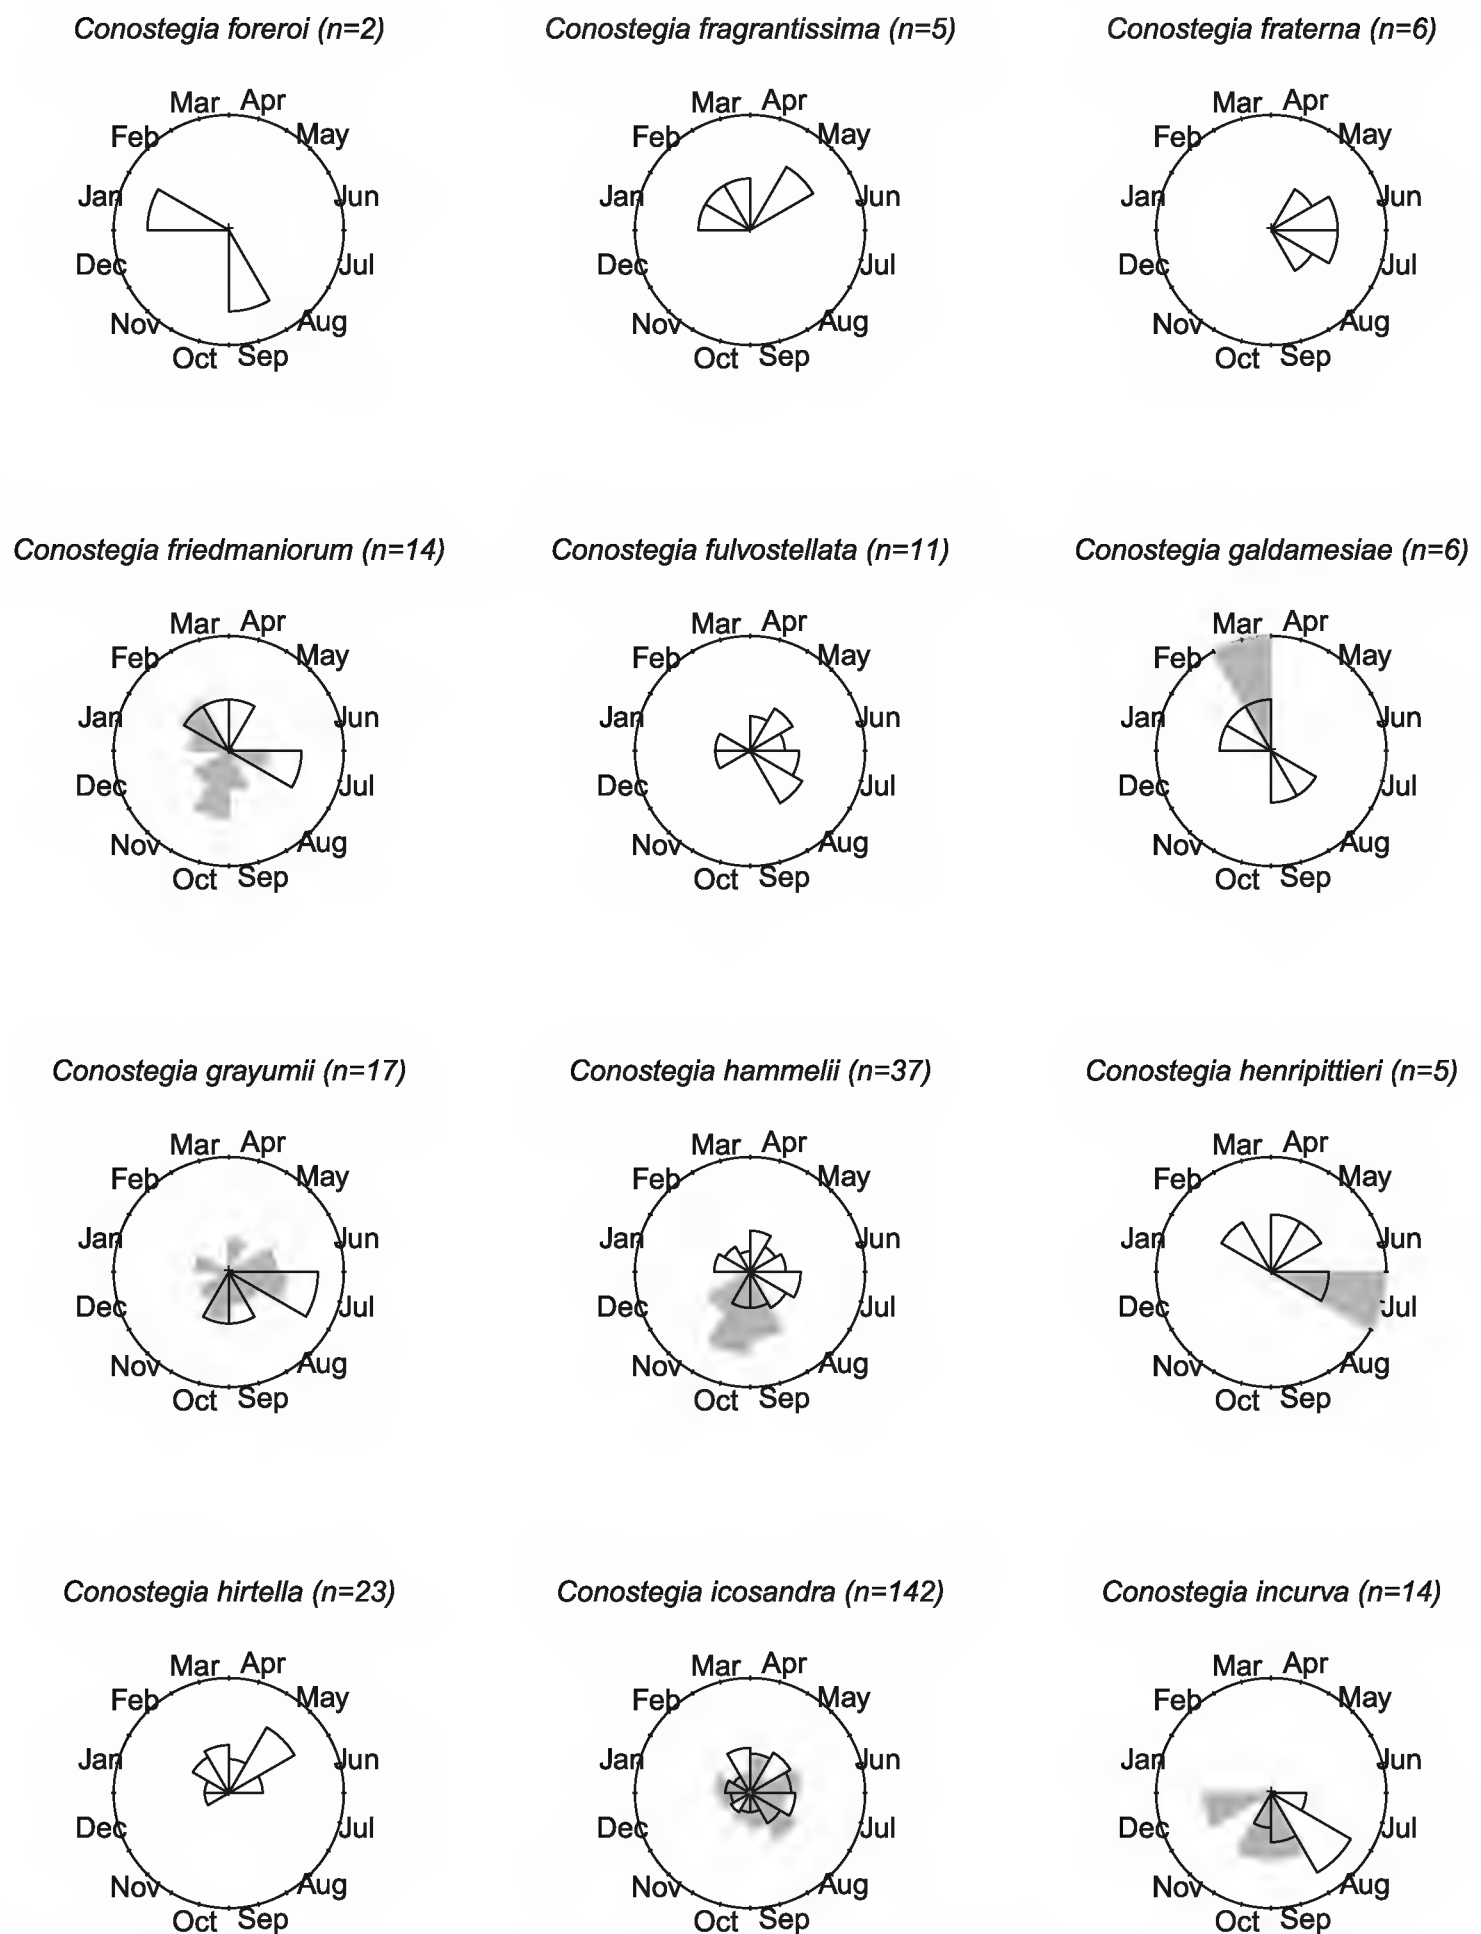 Conostegia foreroi (n=2)
Mar Apr
Feb May
Jan Jun
Dec Jul
Nov Aug
Oct Sep
Conostegia fragrantissima (n=5)
Mar Apr
Feb May
Jan Jun
Dec Jul
Nov Aug
Oct Sep
Conostegia fraterna (n=6)
Mar Apr
Feb May
Jan Jun
Dec Jul
Nov Aug
Oct Sep
Conostegia friedmaniorum (n=14)
Mar Apr
Feb May
Jan Jun
Dec Jul
Nov Aug
Oct Sep
Conostegia fulvostellata (n=11)
Mar Apr
Feb May
Jan Jun
Dec Jul
Nov Aug
Oct Sep
Conostegia galdamesiae (n=6)
Mar Apr
Feb May
Jan Jun
Dec Jul
Nov Aug
Oct Sep
Conostegia grayumii (n=17)
Mar Apr
Feb May
Jan Jun
Dec Jul
Nov Aug
Oct Sep
Conostegia hammelii (n=37)
Mar Apr
Feb May
Jan Jun
Dec Jul
Nov Aug
Oct Sep
Conostegia henripittieri (n=5)
Mar Apr
Feb May
Jan Jun
Dec Jul
Nov Aug
Oct Sep
Conostegia hirtella (n=23)
Mar Apr
Feb May
Jan Jun
Dec Jul
Nov Aug
Oct Sep
Conostegia icosandra (n=142)
Mar Apr
Feb May
Jan Jun
Dec Jul
Nov Aug
Oct Sep
Conostegia incurva (n=14)
Mar Apr
Feb May
Jan Jun
Dec Jul
Nov Aug
Oct Sep